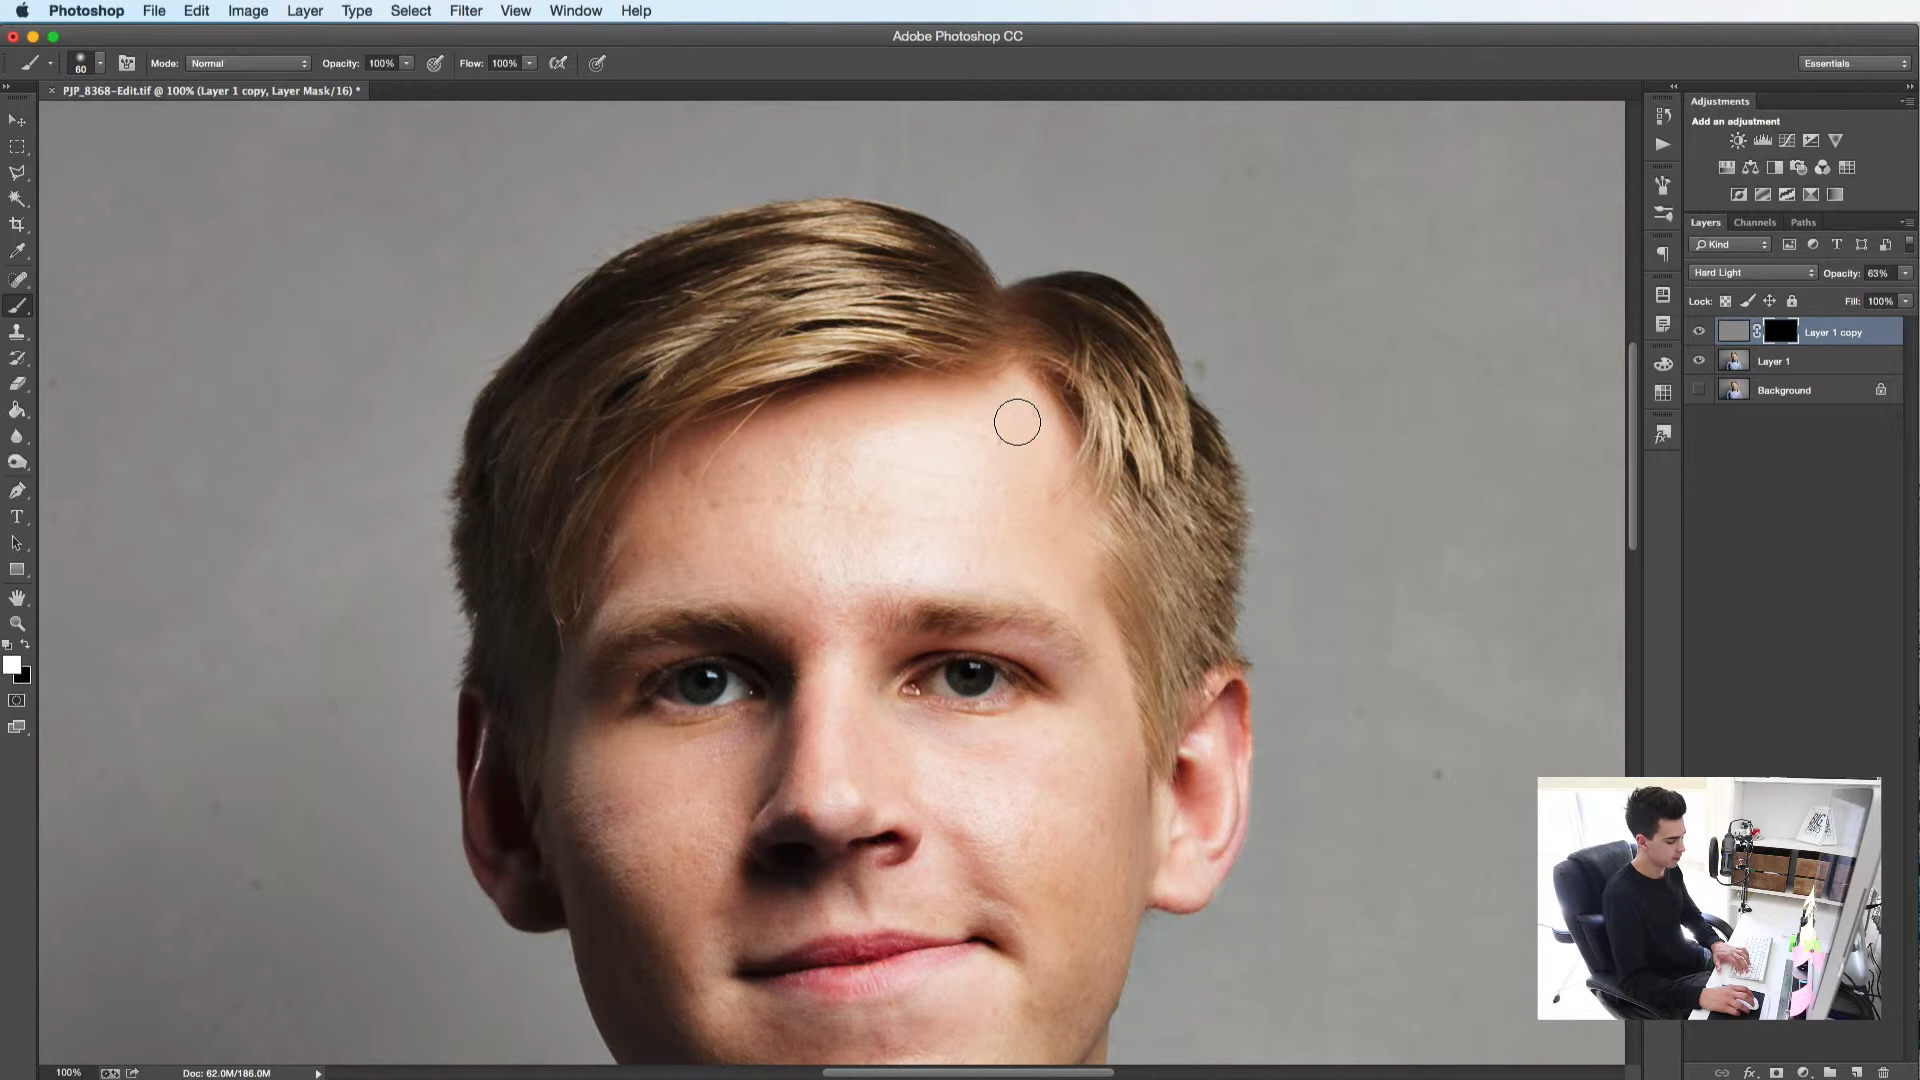 Photoshop File Edit Image Layer Type Select Filter View Window Help
Adobe Photoshop CC
60 Mode: Normal Opacity: 100% Flow: 100% Essentials
× PJP_8368-Edit.tif @ 100% (Layer 1 copy, Layer Mask/16) *
Adjustments
Add an adjustment
Layers Channels Paths
Kind
Hard Light Opacity: 63%
Lock: Fill: 100%
Layer 1 copy
Layer 1
Background
100% Doc: 62.0M/186.0M